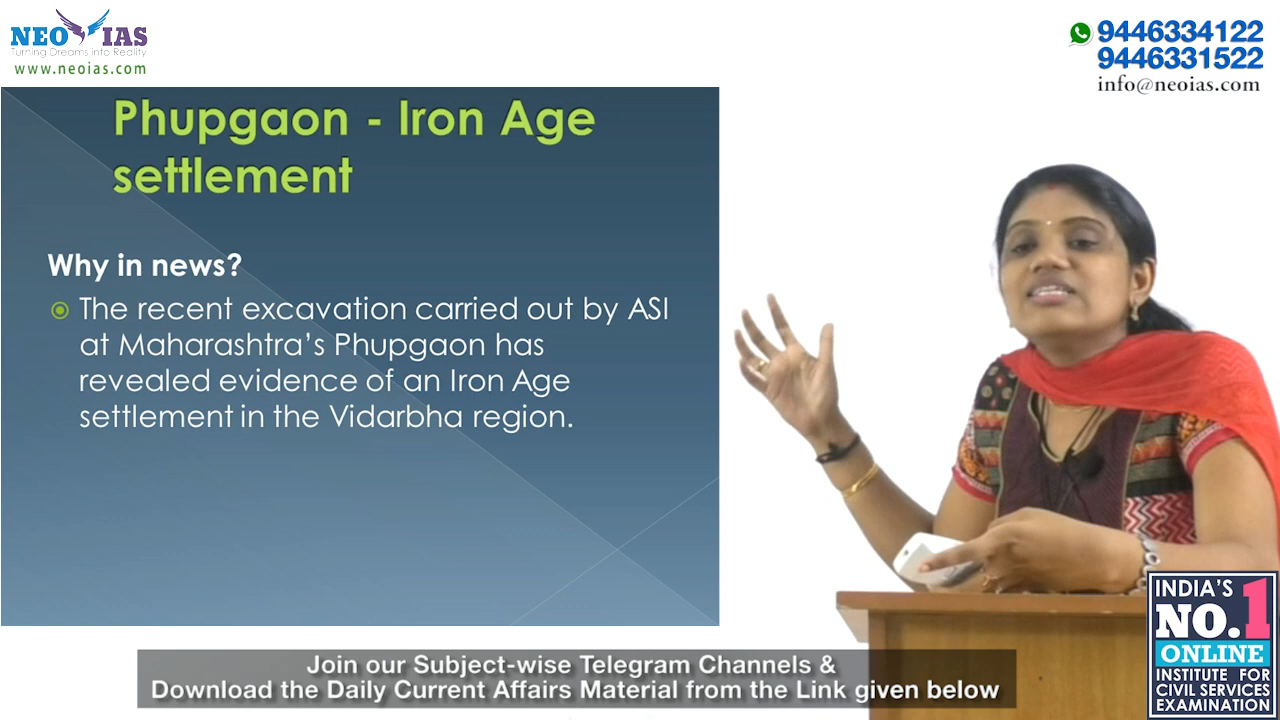 NEO IAS
Turning Dreams into Reality
www.neoias.com
9446334122
9446331522
info@neoias.com
Phupgaon - Iron Age
settlement
Why in news?
The recent excavation carried out by ASI
at Maharashtra's Phupgaon has
revealed evidence of an Iron Age
settlement in the Vidarbha region.
INDIA'S
NO.1
ONLINE
INSTITUTE FOR
CIVIL SERVICES
EXAMINATION
Join our Subject-wise Telegram Channels &
Download the Daily Current Affairs Material from the Link given below